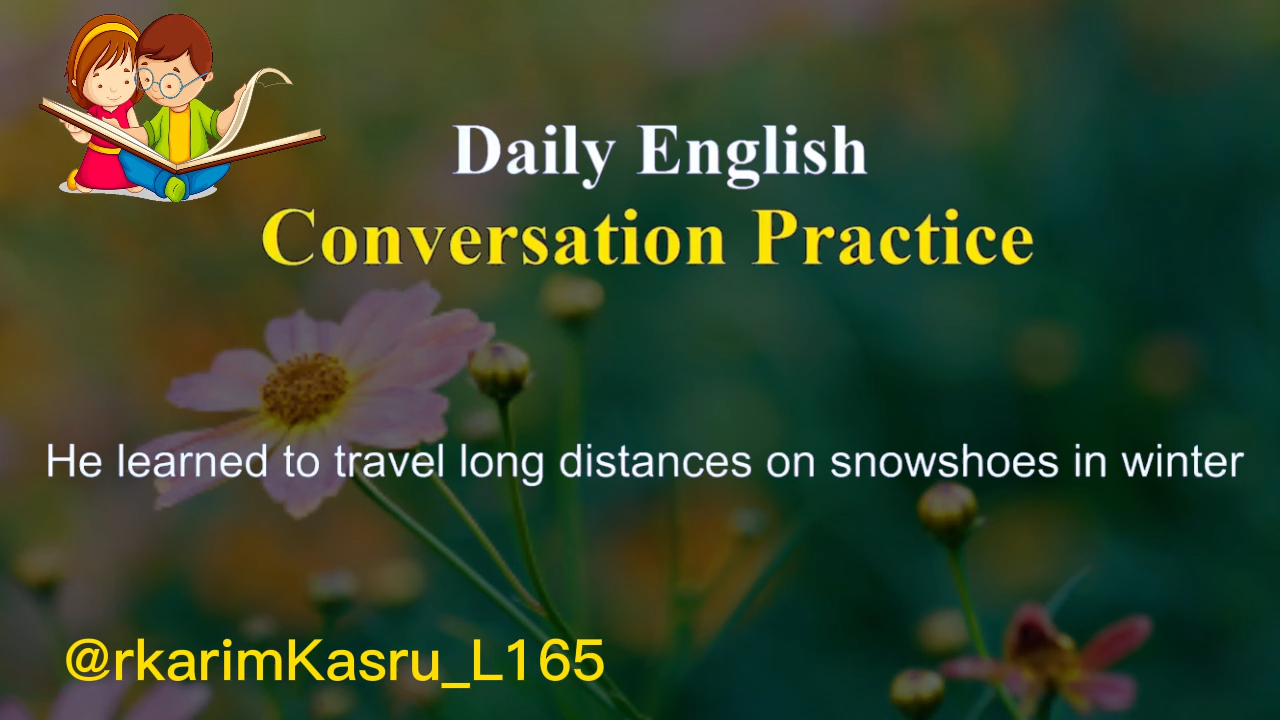 Daily English
Conversation Practice
He learned to travel long distances on snowshoes in winter
@rkarimKasru_L165